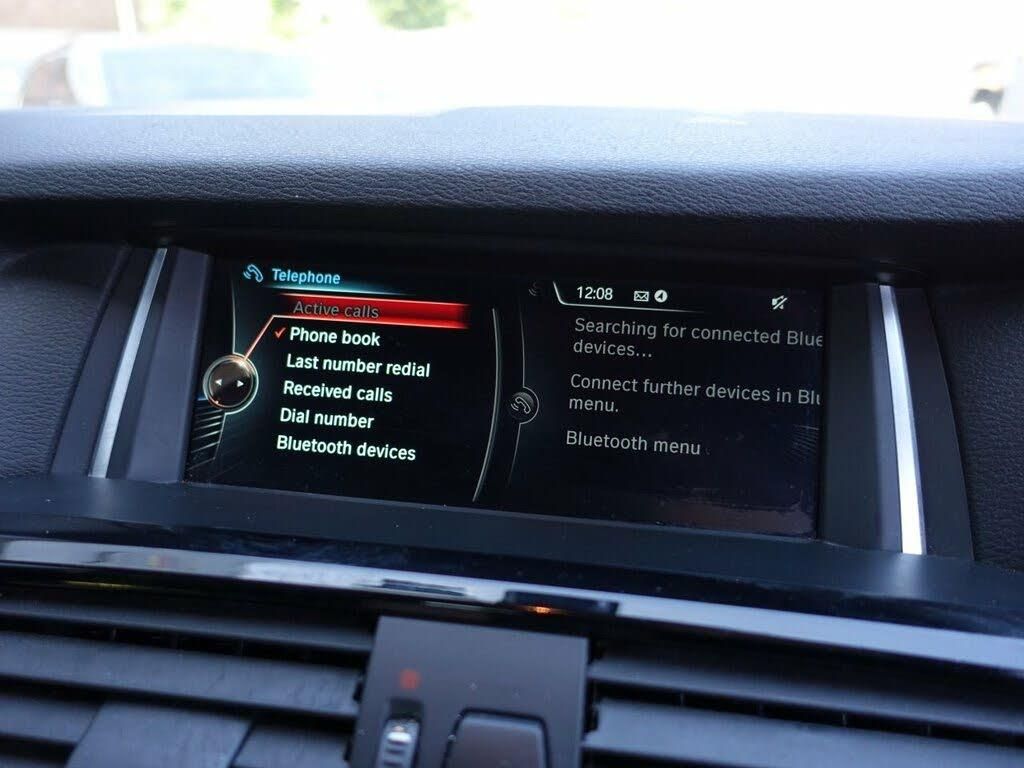 Telephone
Active calls
Phone book
Last number redial
Received calls
Dial number
Bluetooth devices
12:08
Searching for connected Blue
devices...
Connect further devices in Blu
menu.
Bluetooth menu